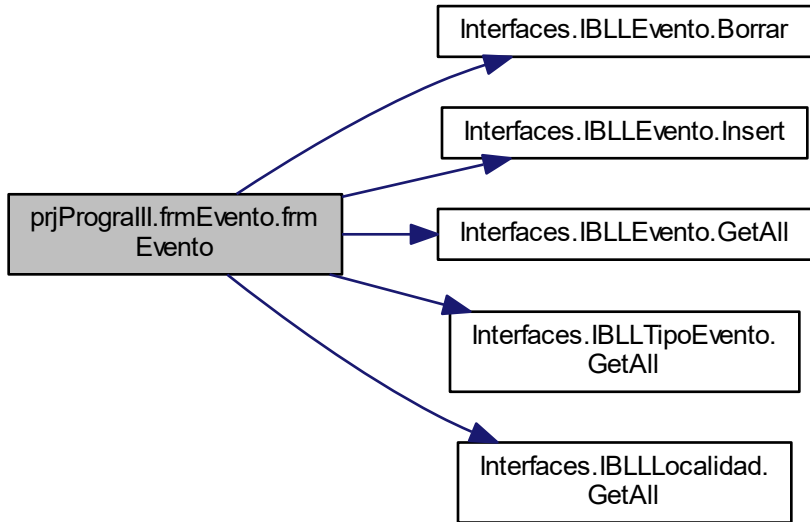 Interfaces.IBLLEvento.Borrar
Interfaces.IBLLEvento.Insert
prjPrograIII.frmEvento.frm
Evento
Interfaces.IBLLEvento.GetAll
Interfaces.IBLLTipoEvento.
GetAll
Interfaces.IBLLLocalidad.
GetAll